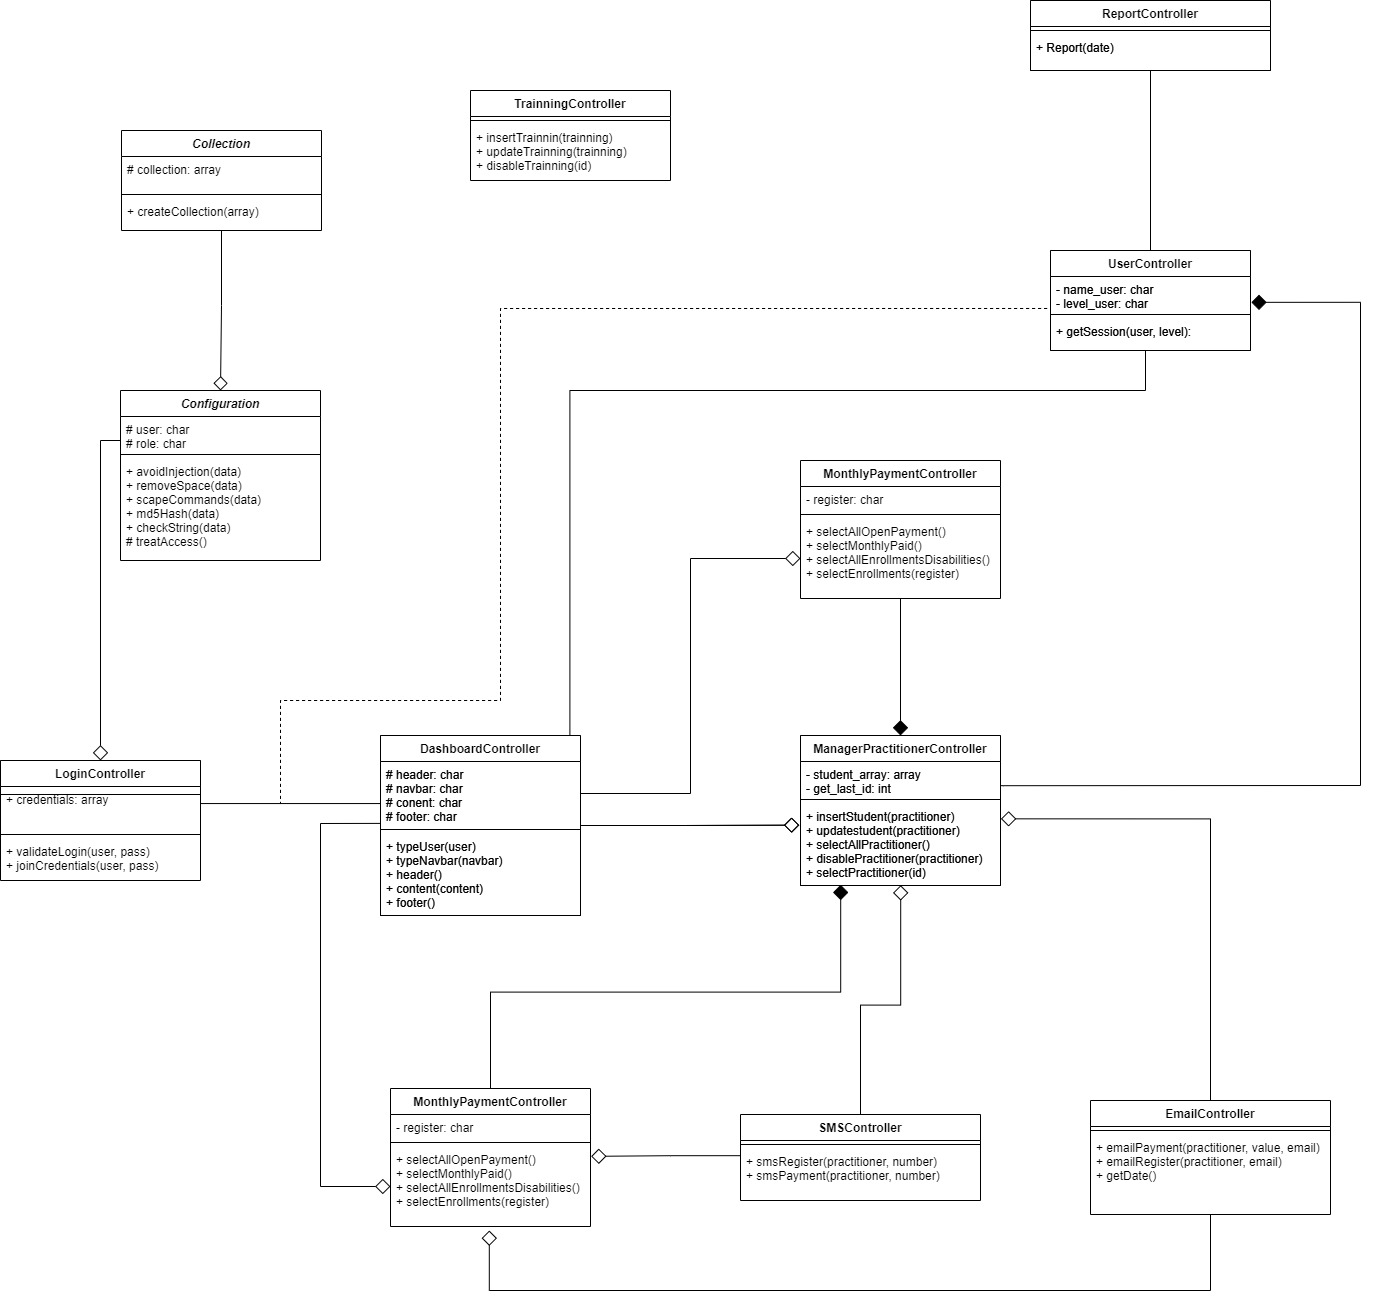 ReportController
+ Report(date)
TrainningController
+ insertTrainnin(trainning)
+ updateTrainning(trainning)
+ disableTrainning(id)
Collection
# collection: array
+ createCollection(array)
UserController
- name_user: char
- level_user: char
+ getSession(user, level):
Configuration
# user: char
# role: char
+ avoidInjection(data)
+ removeSpace(data)
+ scapeCommands(data)
+ md5Hash(data)
+ checkString(data)
# treatAccess()
MonthlyPaymentController
- register: char
+ selectAllOpenPayment()
+ selectMonthlyPaid()
+ selectAllEnrollmentsDisabilities()
+ selectEnrollments(register)
LoginController
+ credentials: array
+ validateLogin(user, pass)
+ joinCredentials(user, pass)
DashboardController
# header: char
# navbar: char
# conent: char
# footer: char
+ typeUser(user)
+ typeNavbar(navbar)
+ header()
+ content(content)
+ footer()
ManagerPractitionerController
- student_array: array
- get_last_id: int
+ insertStudent(practitioner)
+ updatestudent(practitioner)
+ selectAllPractitioner()
+ disablePractitioner(practitioner)
+ selectPractitioner(id)
MonthlyPaymentController
- register: char
+ selectAllOpenPayment()
+ selectMonthlyPaid()
+ selectAllEnrollmentsDisabilities()
+ selectEnrollments(register)
SMSController
+ smsRegister(practitioner, number)
+ smsPayment(practitioner, number)
EmailController
+ emailPayment(practitioner, value, email)
+ emailRegister(practitioner, email)
+ getDate()